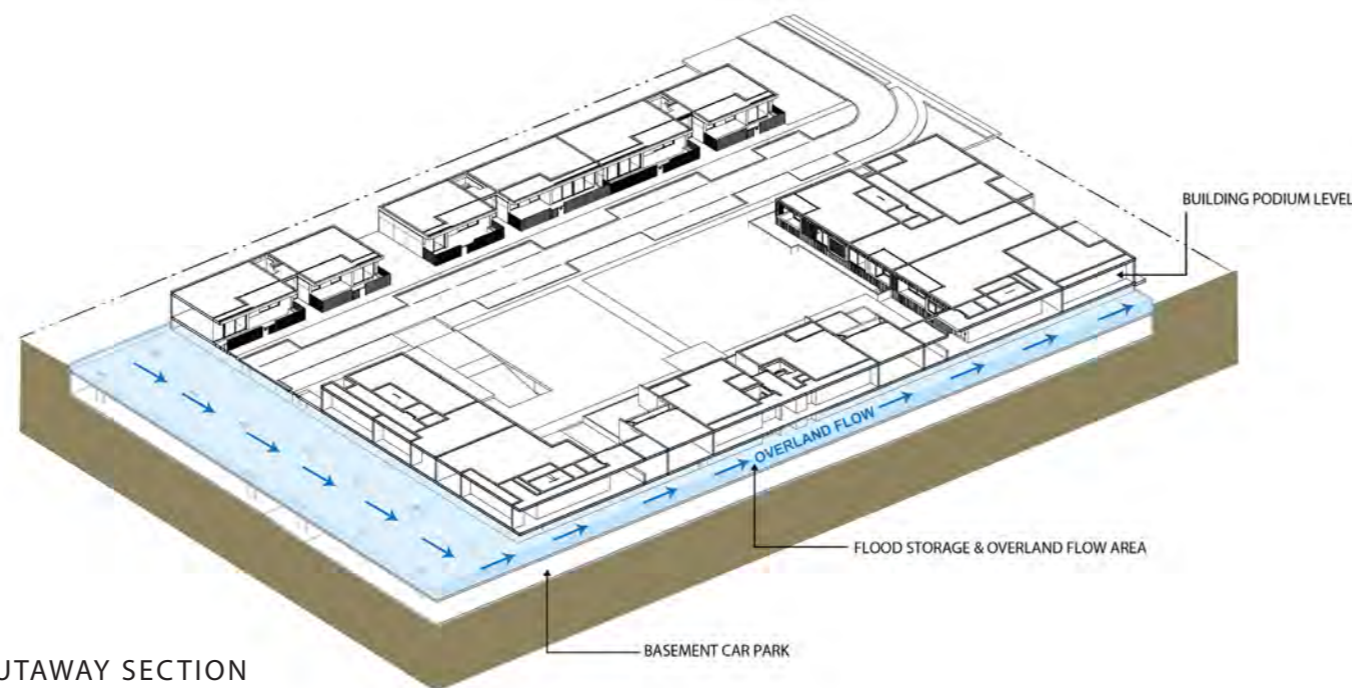 BUILDING PODIUM LEVEL
OVERLAND FLOW
FLOOD STORAGE & OVERLAND FLOW AREA
BASEMENT CAR PARK
UTAWAY SECTION